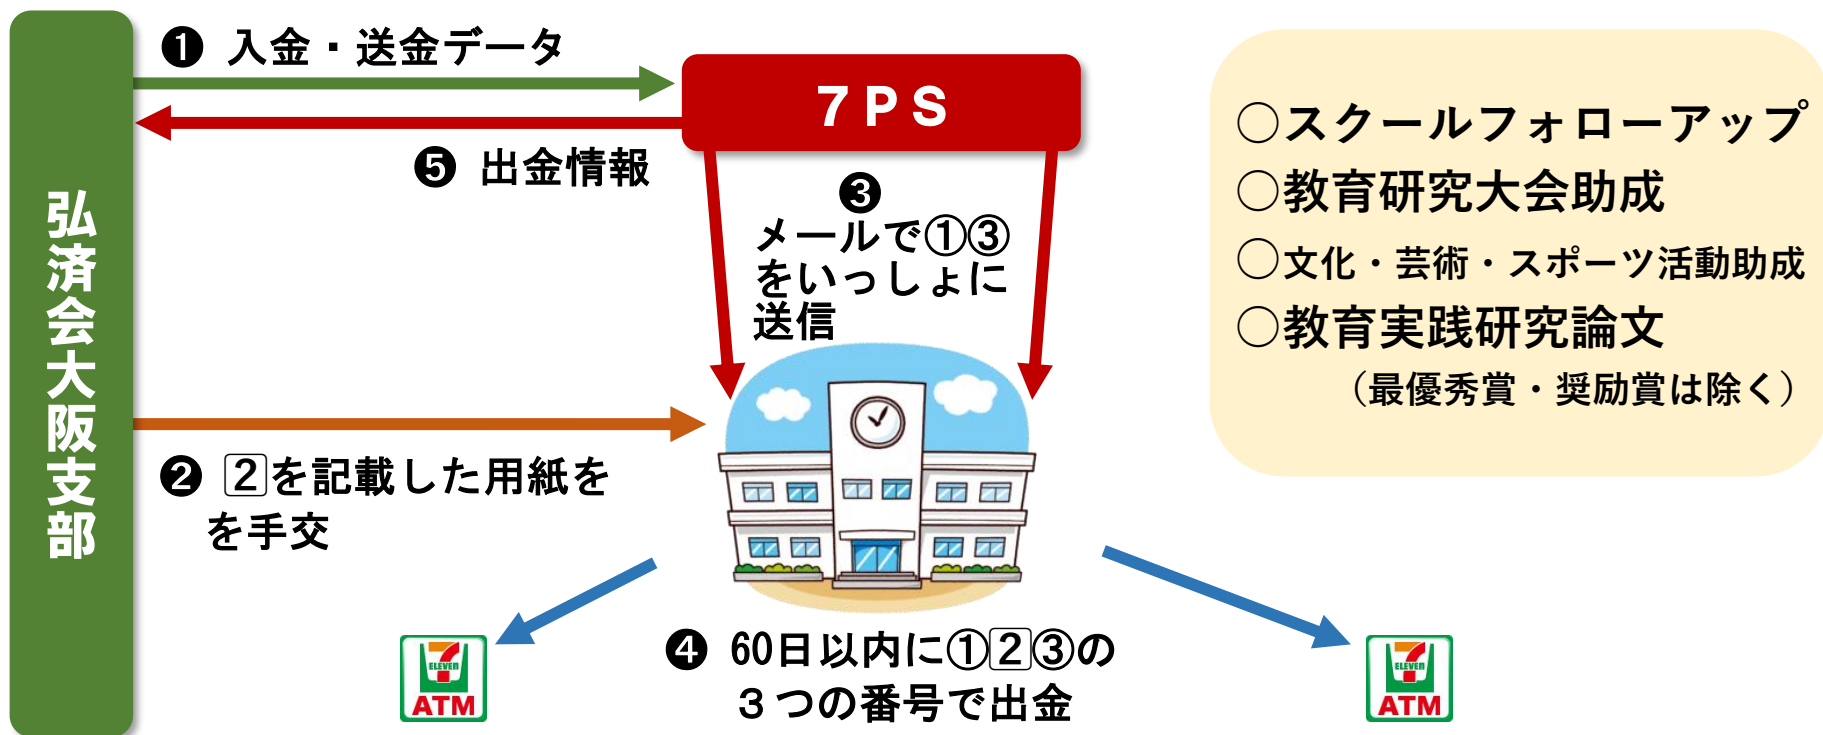 ❶ 入金・送金データ
7PS
❺ 出金情報
弘済会大阪支部
❸
メールで①③
をいっしょに
送信
❷ 2を記載した用紙を
を手交
❹ 60日以内に①2③の
３つの番号で出金
7
ELEVEN
ATM
7
ELEVEN
ATM
○スクールフォローアップ
○教育研究大会助成
○文化・芸術・スポーツ活動助成
○教育実践研究論文
（最優秀賞・奨励賞は除く）